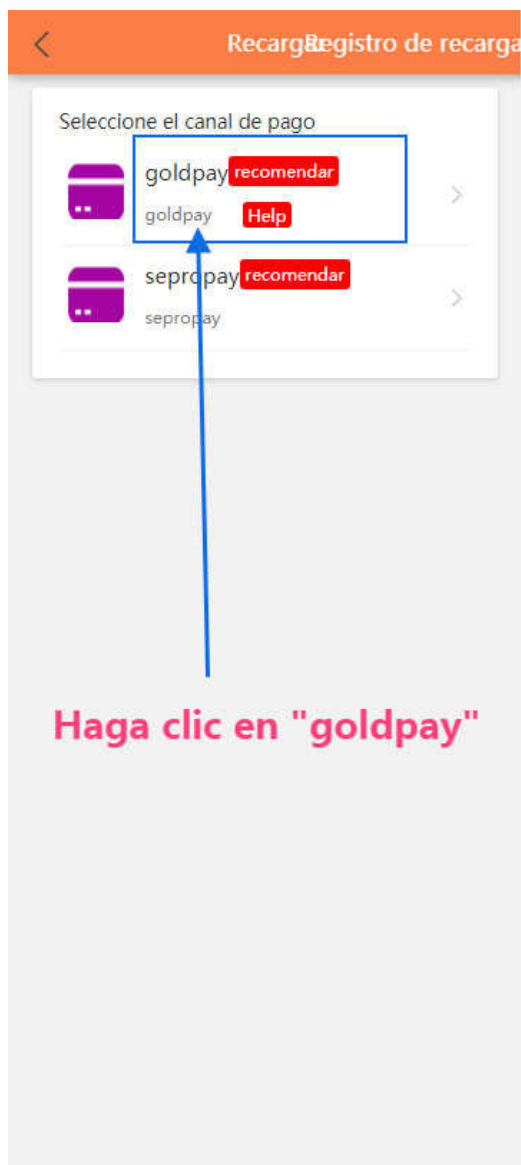 Recargar Registro de recarga
Seleccione el canal de pago
goldpay recomendar
goldpay Help
sepropay recomendar
sepropay
Haga clic en "goldpay"